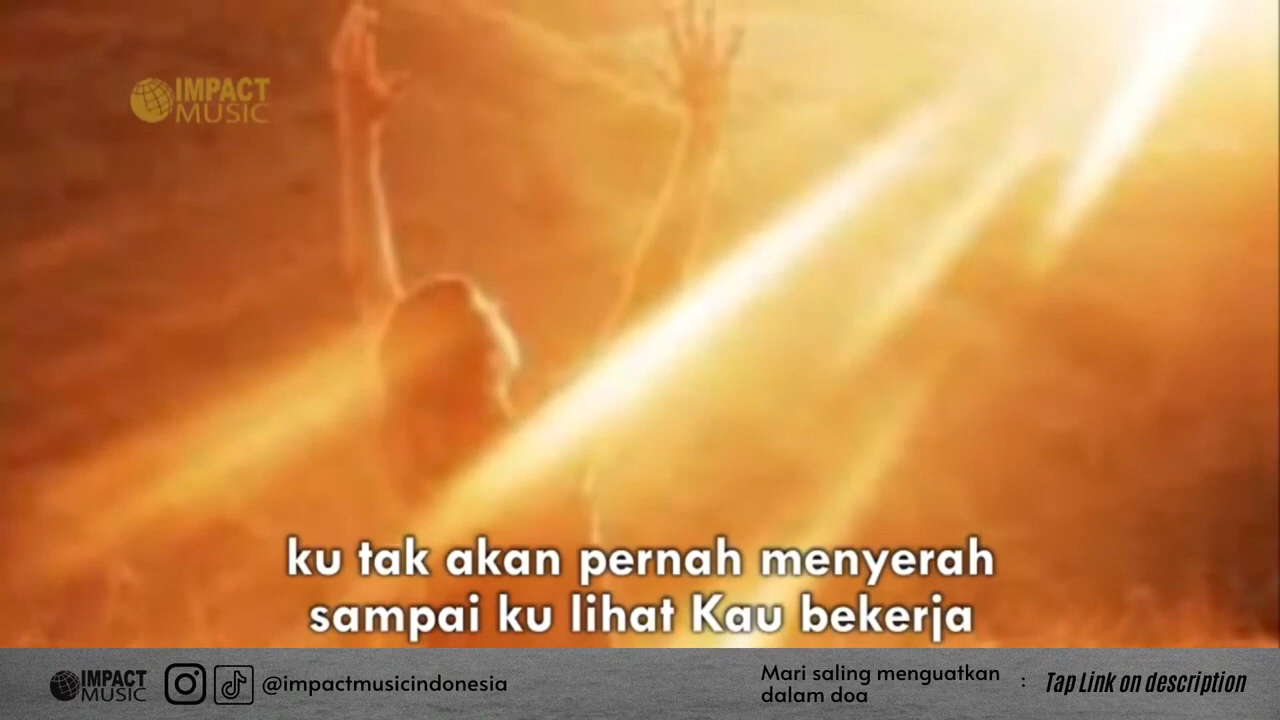 IMPACT
MUSIC
ku tak akan pernah menyerah
sampai ku lihat Kau bekerja
IMPACT
MUSIC
@impactmusicindonesia
Mari saling menguatkan
dalam doa
:
Tap Link on description